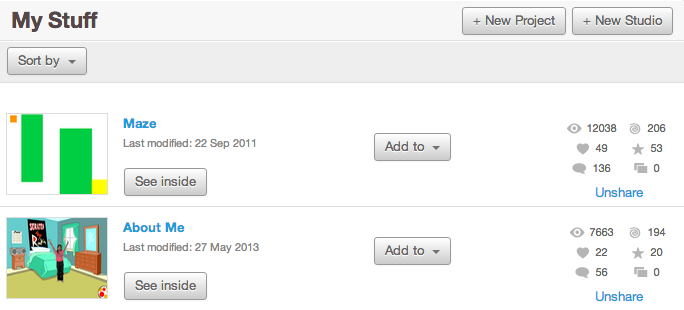 My Stuff
+ New Project
+ New Studio
Sort by
Maze
Last modified: 22 Sep 2011
See inside
Add to
12038 206
49 53
136 0
Unshare
About Me
Last modified: 27 May 2013
See inside
Add to
7663 194
22 20
56 0
Unshare